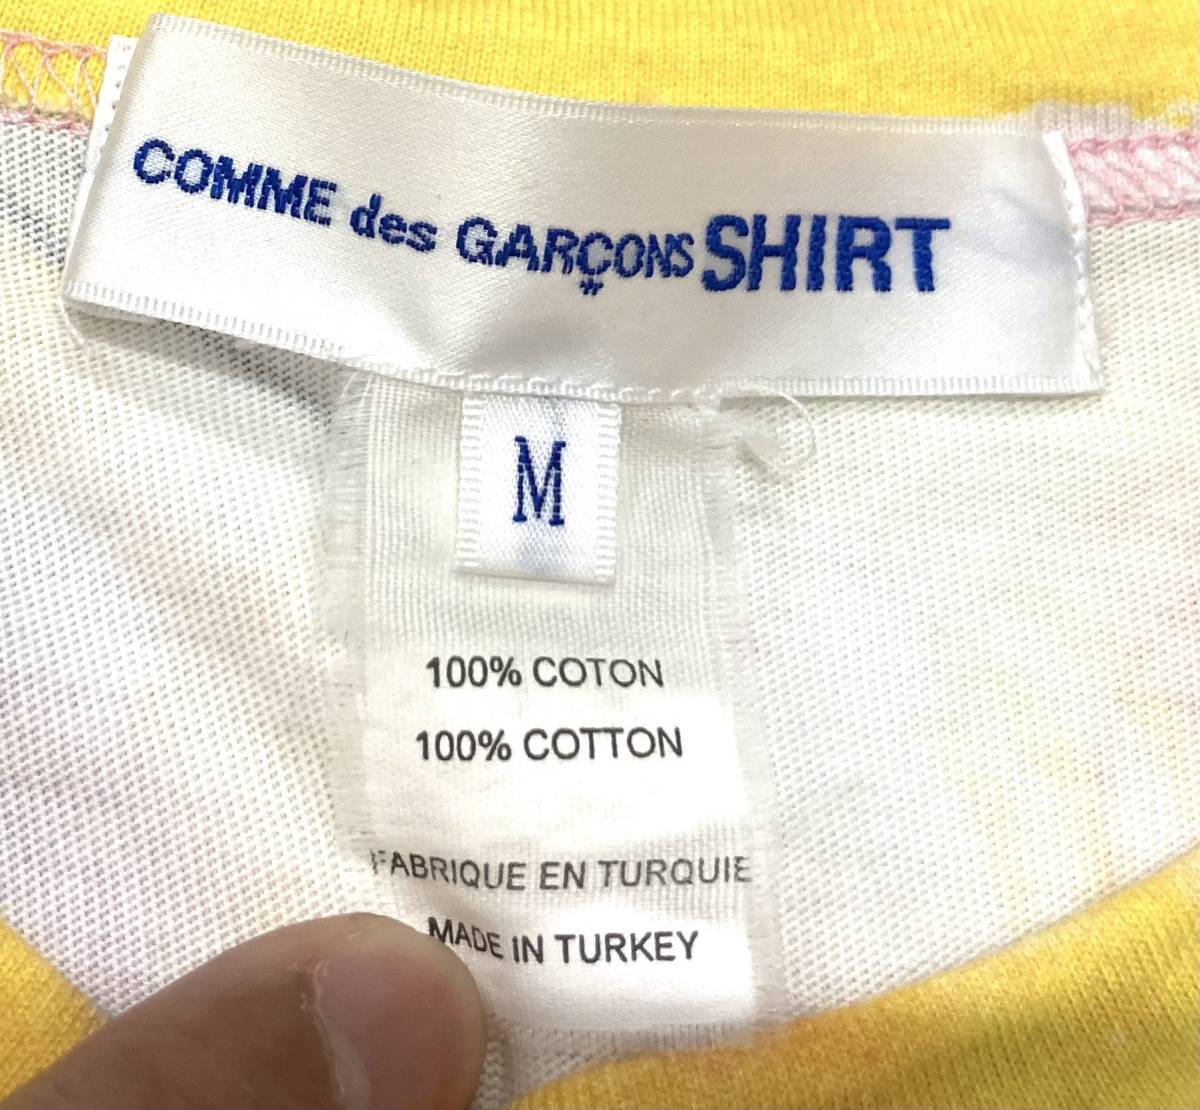 COMME des GARÇONS SHIRT
M
100% COTON
100% COTTON
FABRIQUE EN TURQUIE
MADE IN TURKEY